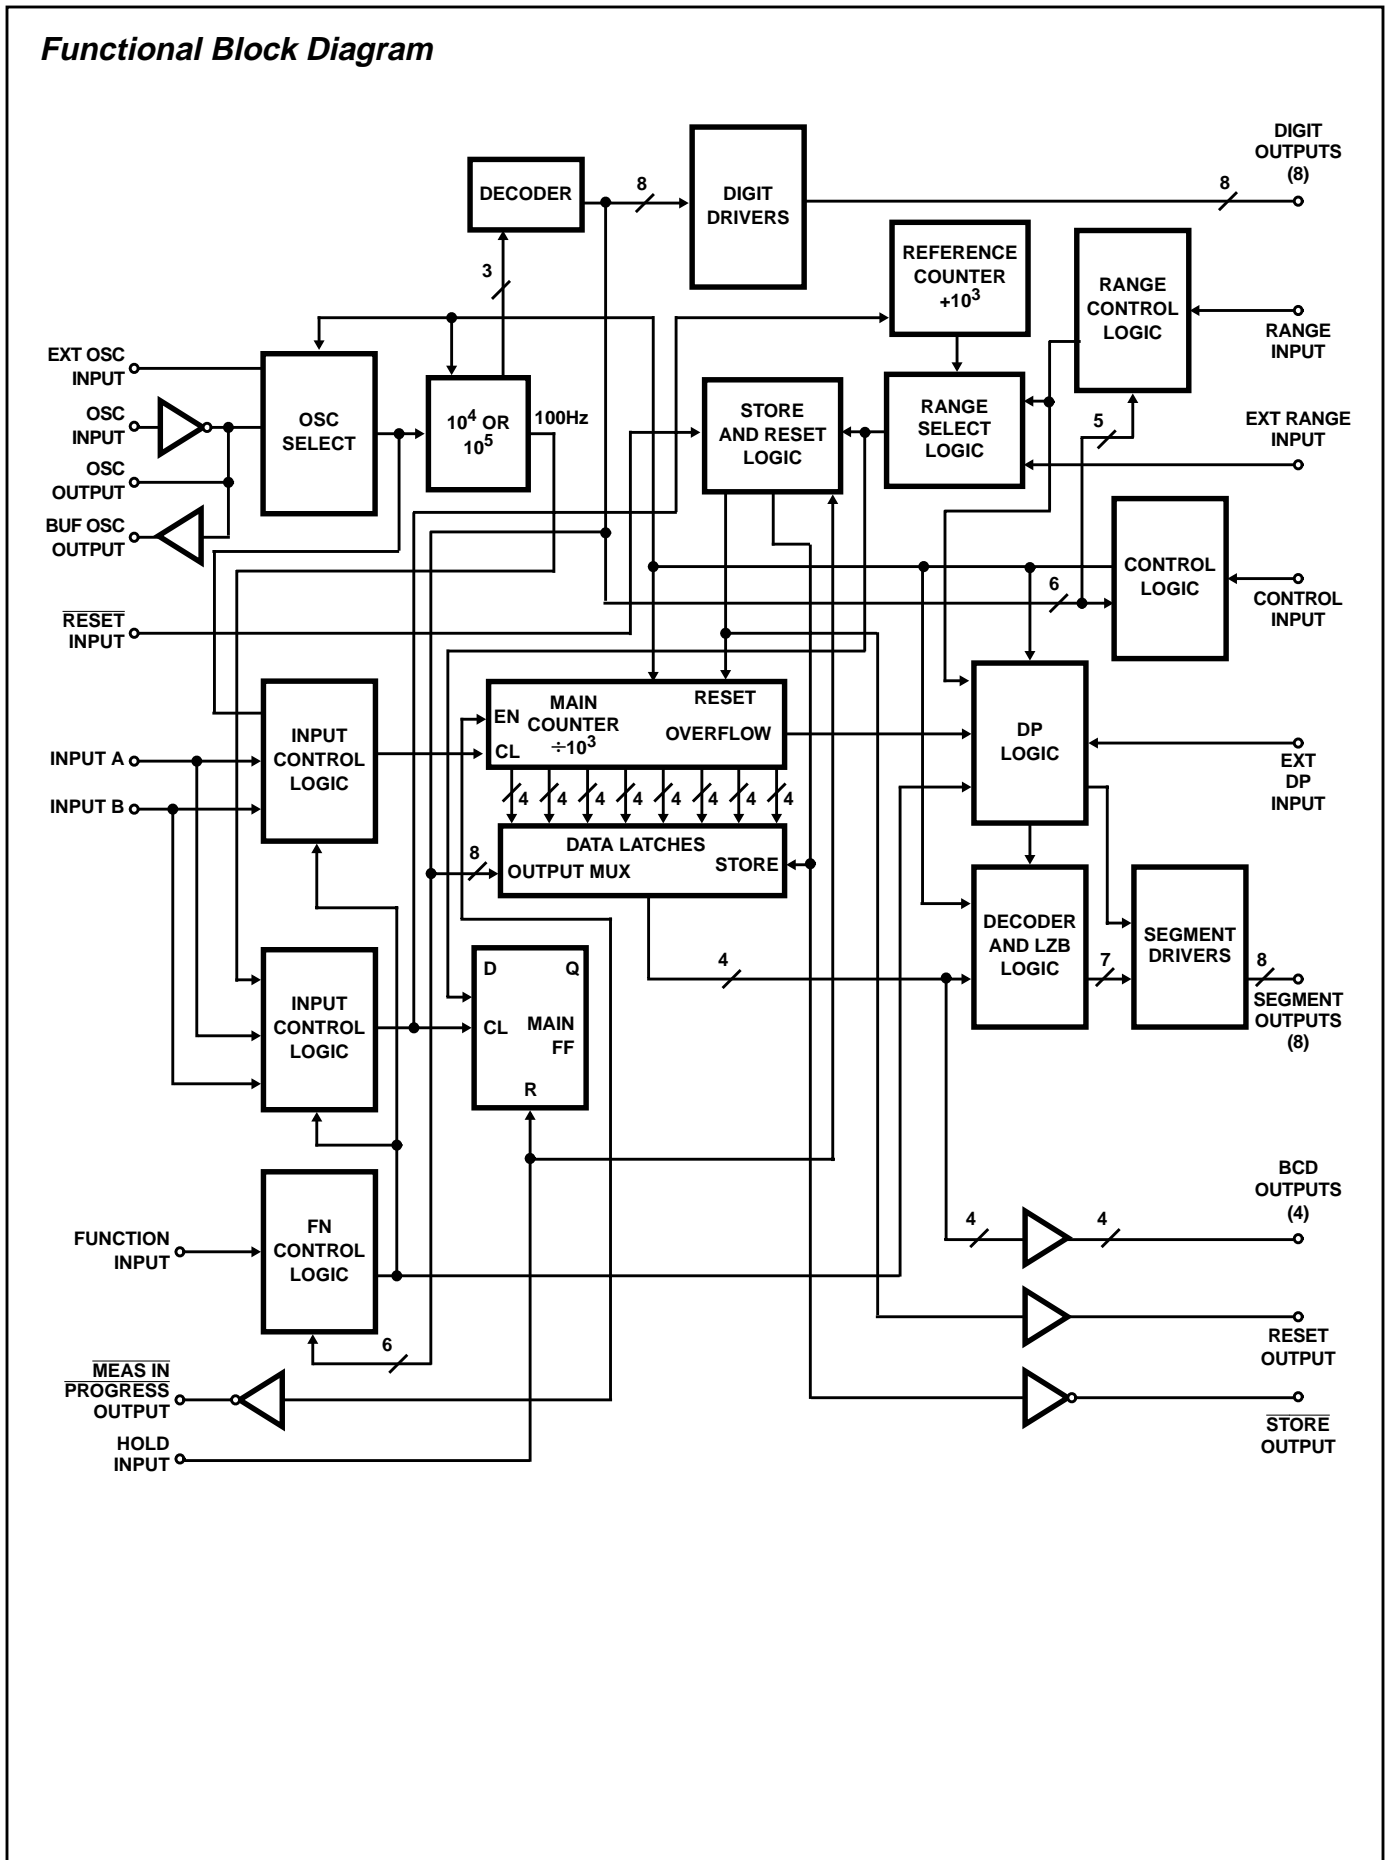 Functional Block Diagram
DIGIT
OUTPUTS
(8)
DECODER
8
DIGIT
DRIVERS
8
3
REFERENCE
COUNTER
+10³
RANGE
CONTROL
LOGIC
RANGE
INPUT
EXT OSC
INPUT
OSC
INPUT
OSC
OUTPUT
BUF OSC
OUTPUT
OSC
SELECT
10⁴ OR
10⁵
100Hz
STORE
AND RESET
LOGIC
RANGE
SELECT
LOGIC
5
EXT RANGE
INPUT
CONTROL
LOGIC
6
CONTROL
INPUT
RESET
INPUT
INPUT A
INPUT B
INPUT
CONTROL
LOGIC
EN
CL
MAIN
COUNTER
÷10³
RESET
OVERFLOW
DP
LOGIC
EXT
DP
INPUT
4 4 4 4 4 4 4 4
8
DATA LATCHES
OUTPUT MUX
STORE
4
DECODER
AND LZB
LOGIC
7
SEGMENT
DRIVERS
8
SEGMENT
OUTPUTS
(8)
INPUT
CONTROL
LOGIC
D
Q
CL
MAIN
FF
R
FUNCTION
INPUT
FN
CONTROL
LOGIC
6
BCD
OUTPUTS
(4)
4
4
RESET
OUTPUT
MEAS IN
PROGRESS
OUTPUT
HOLD
INPUT
STORE
OUTPUT